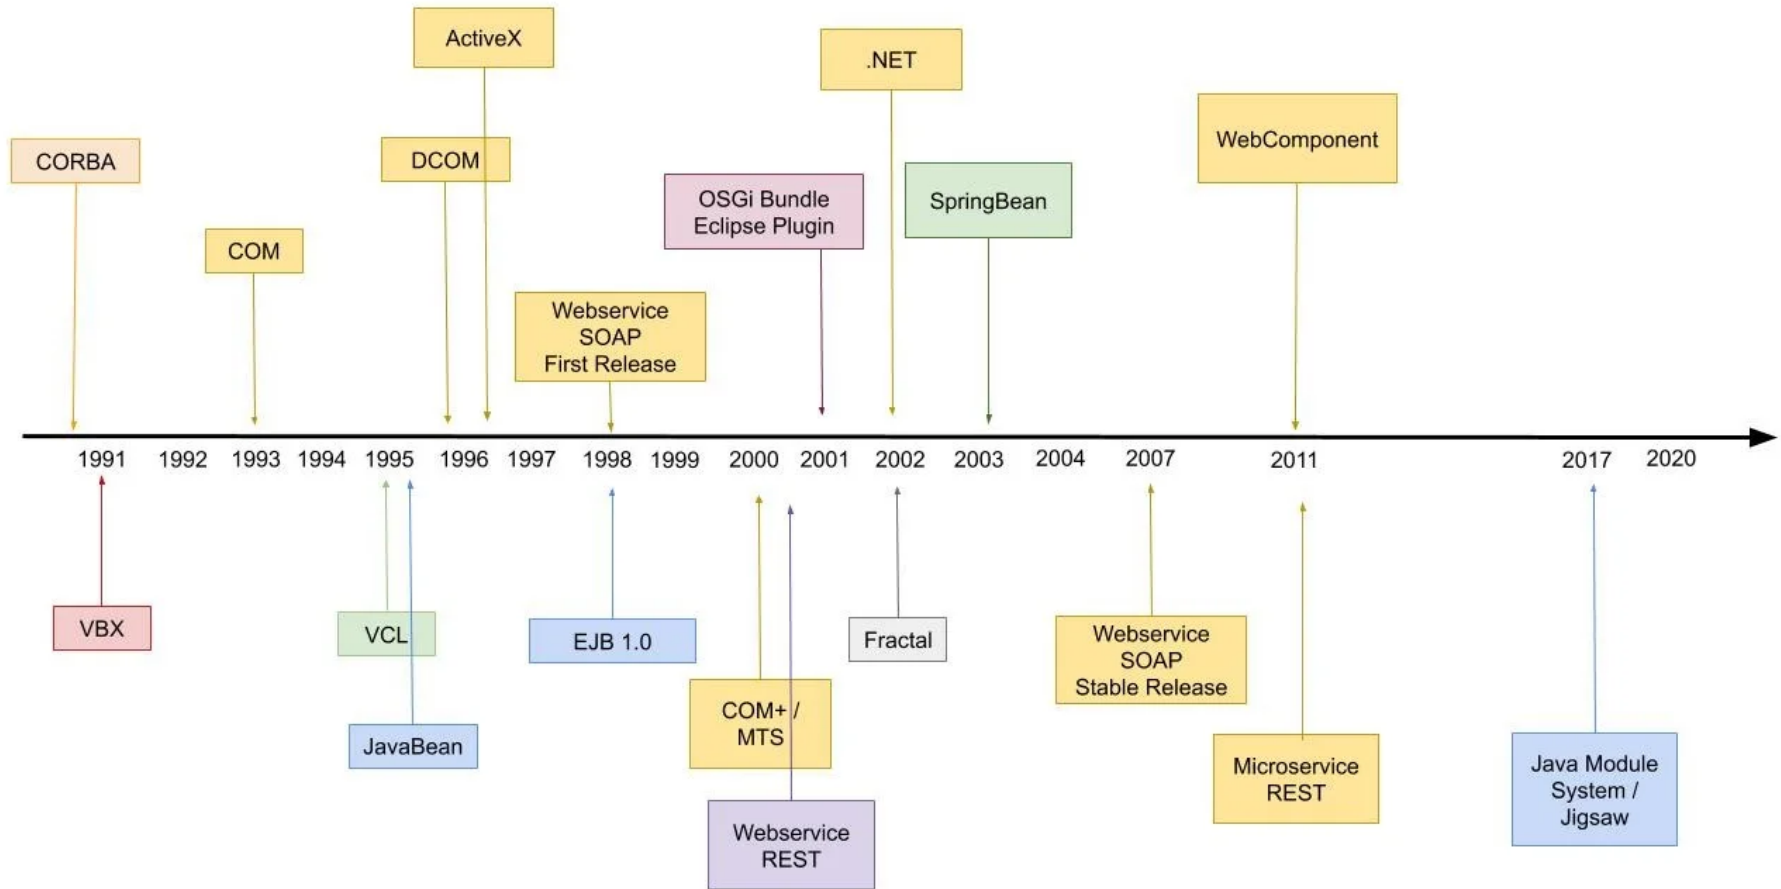 ActiveX
.NET
WebComponent
CORBA
DCOM
OSGi Bundle
Eclipse Plugin
SpringBean
COM
Webservice
SOAP
First Release
1991 1992 1993 1994 1995 1996 1997 1998 1999 2000 2001 2002 2003 2004 2007 2011 2017 2020
VBX
VCL
EJB 1.0
Fractal
Webservice
SOAP
Stable Release
COM+ /
MTS
JavaBean
Microservice
REST
Java Module
System /
Jigsaw
Webservice
REST